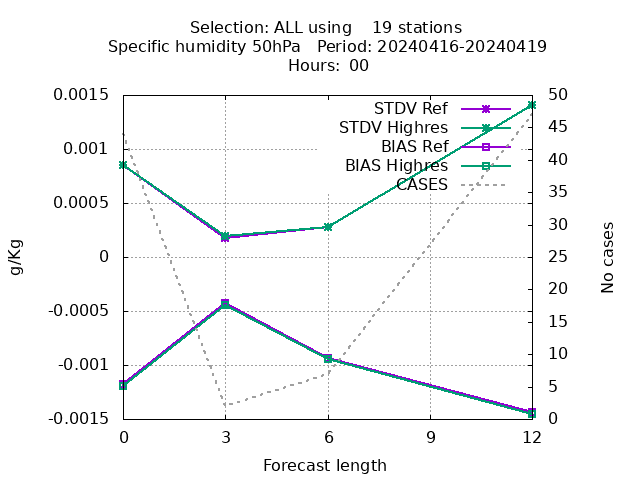 Selection: ALL using    19 stations
Specific humidity 50hPa   Period: 20240416-20240419
Hours: 00
0.0015
0.001
0.0005
0
-0.0005
-0.001
-0.0015
g/Kg
STDV Ref
STDV Highres
BIAS Ref
BIAS Highres
CASES
50
45
40
35
30
25
20
15
10
5
0
No cases
0 3 6 9 12
Forecast length